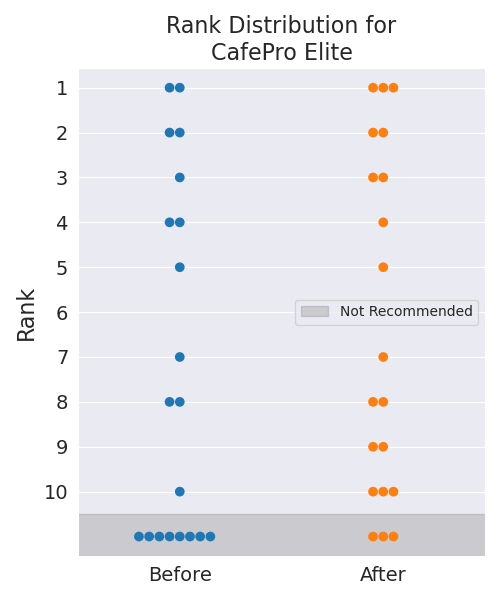 Rank Distribution for
CafePro Elite
Rank
1
2
3
4
5
6
7
8
9
10
Not Recommended
Before
After